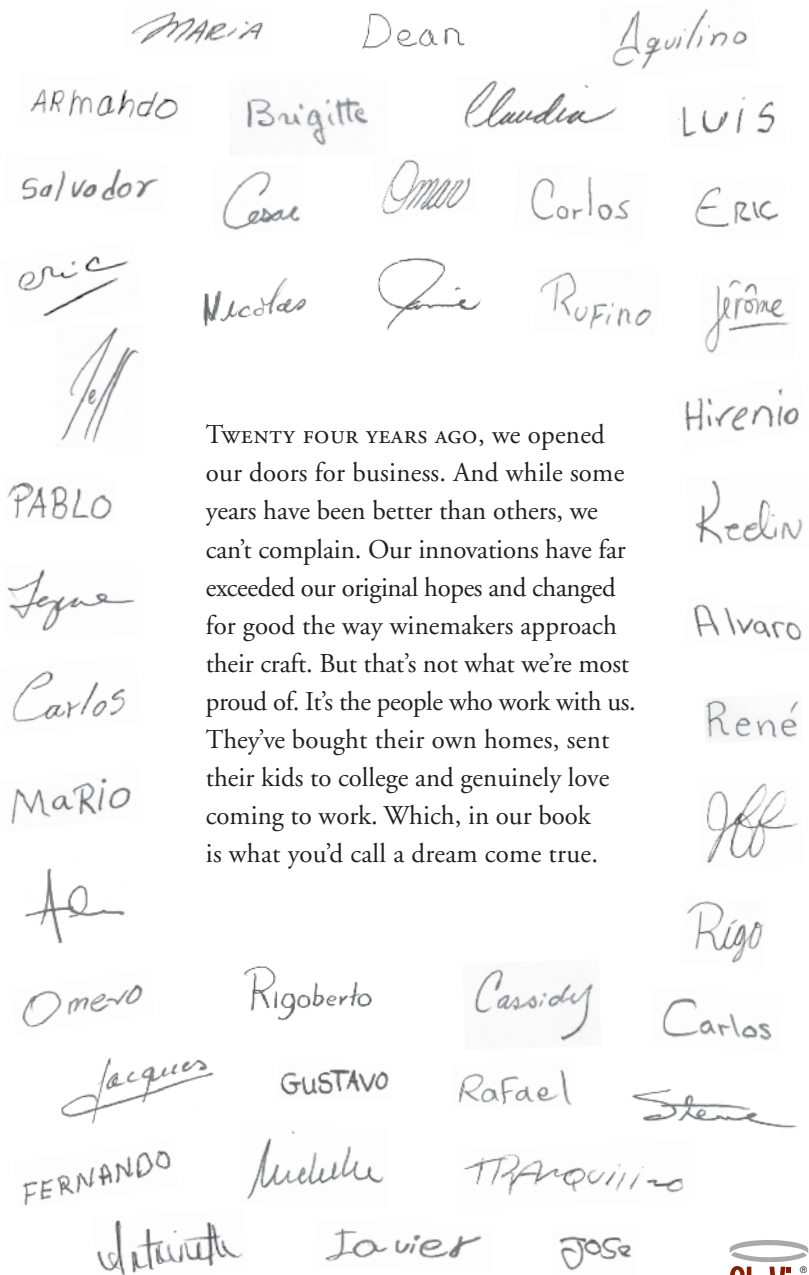 MARIA Dean Aquilino
ARmando Brigitte Claudia LUIS
Salvador Cesar Omar Carlos ERIC
eric Nicolas Jamie RUFino Jérôme
Jeff
Hirenio
TWENTY FOUR YEARS AGO, we opened
our doors for business. And while some
years have been better than others, we
can't complain. Our innovations have far
exceeded our original hopes and changed
for good the way winemakers approach
their craft. But that's not what we're most
proud of. It's the people who work with us.
They've bought their own homes, sent
their kids to college and genuinely love
coming to work. Which, in our book
is what you'd call a dream come true.
PABLO
Keelin
Alvaro
Carlos
René
MaRIO
Jeff
Rigo
Omero Rigoberto Cassidy Carlos
Jacques GUSTAVO Rafael Steve
FERNANDO Michelle TRANQUilino
Antoinette Javier JOSe